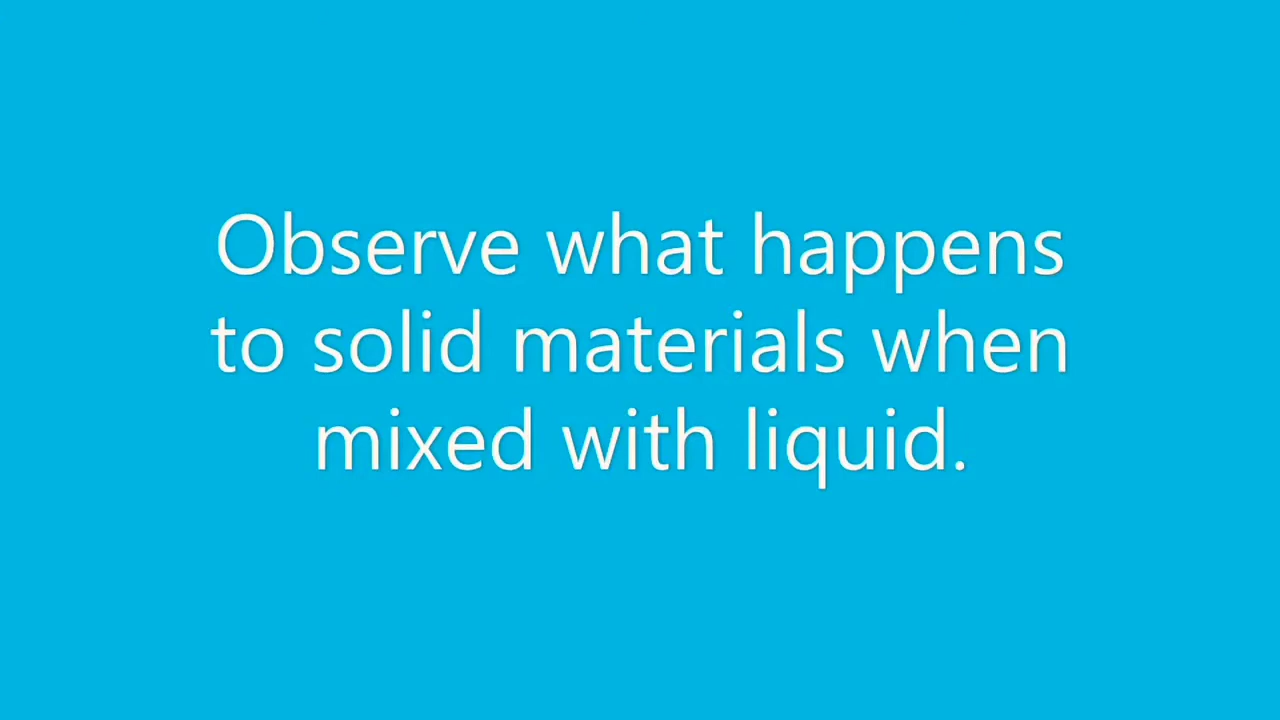 Observe what happens
to solid materials when
mixed with liquid.